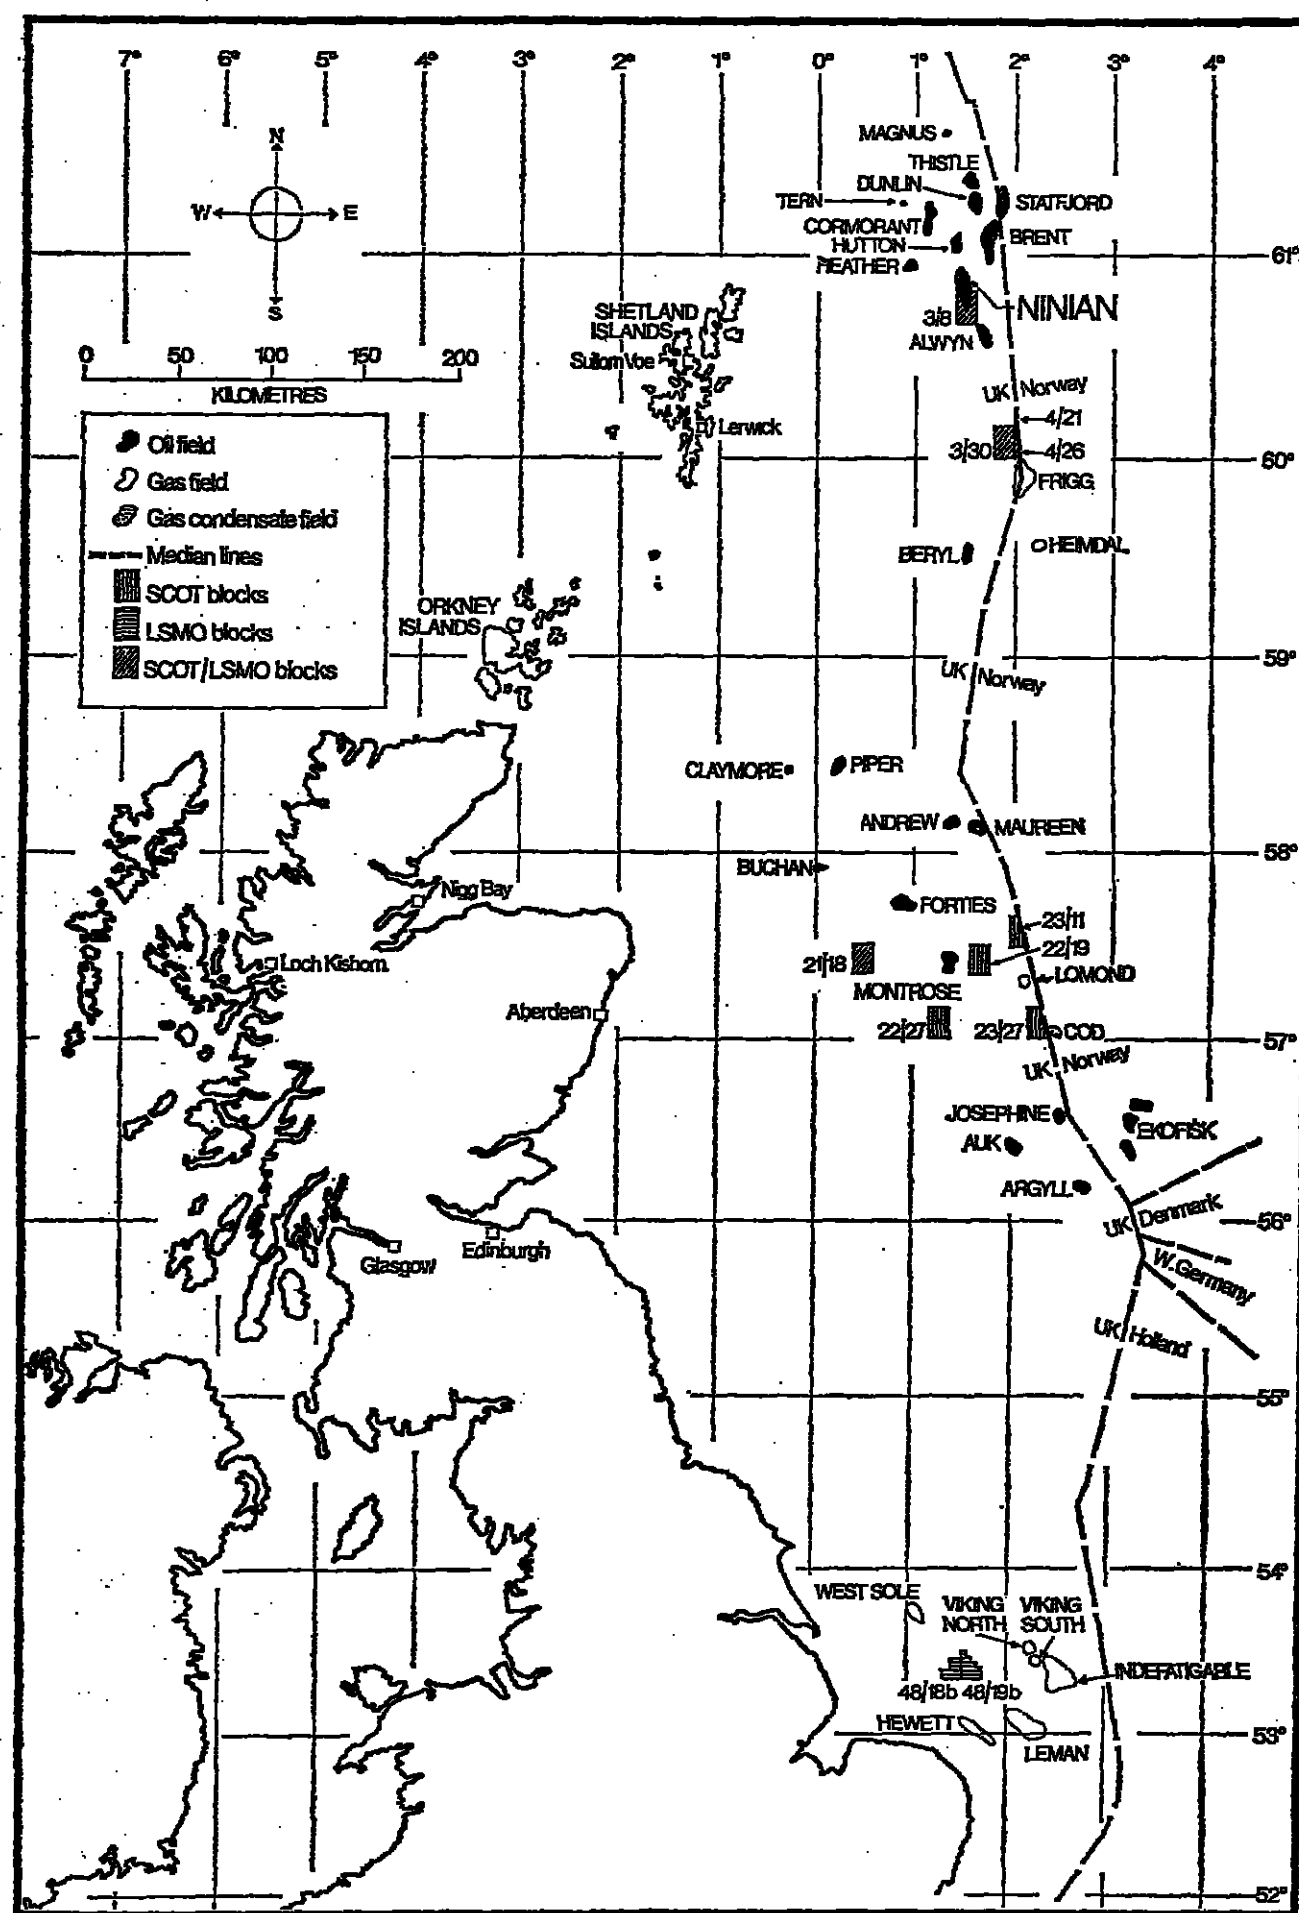 7° 6° 5° 4° 3° 2° 1° 0° 1° 2° 3° 4°
N
W E
S
MAGNUS
THISTLE
DUNLIN
TERN
STATFJORD
CORMORANT
BRENT
HUTTON
HEATHER
61°
NINIAN
3/8
ALWYN
SHETLAND
ISLANDS
Sullom Voe
Lerwick
0 50 100 150 200
KILOMETRES
Oil field
Gas field
Gas condensate field
Median lines
SCOT blocks
LSMO blocks
SCOT/LSMO blocks
UK Norway
4/21
3/30
4/26
60°
FRIGG
BERYL
HEIMDAL
ORKNEY
ISLANDS
59°
UK Norway
CLAYMORE
PIPER
ANDREW
MAUREEN
58°
BUCHAN
Nigg Bay
FORTIES
23/11
22/19
21/18
Loch Kishorn
LOMOND
MONTROSE
Aberdeen
22/27
23/27
COD
57°
UK Norway
JOSEPHINE
EKOFISK
AUK
ARGYLL
UK Denmark
56°
Glasgow
Edinburgh
W. Germany
UK Holland
55°
54°
WEST SOLE
VIKING
NORTH
VIKING
SOUTH
INDEFATIGABLE
48/18b 48/19b
HEWETT
53°
LEMAN
52°